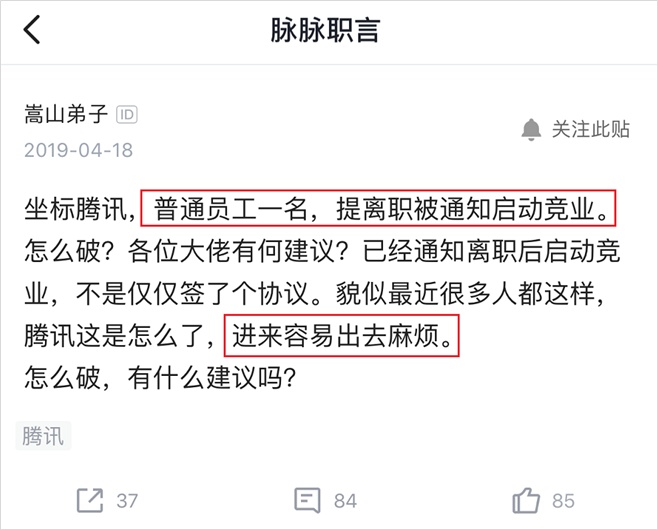 脉脉职言
嵩山弟子 ID
关注此贴
2019-04-18
坐标腾讯，普通员工一名，提离职被通知启动竞业。
怎么破？各位大佬有何建议？已经通知离职后启动竞
业，不是仅仅签了个协议。貌似最近很多人都这样，
腾讯这是怎么了，进来容易出去麻烦。
怎么破，有什么建议吗？
腾讯
37
84
85